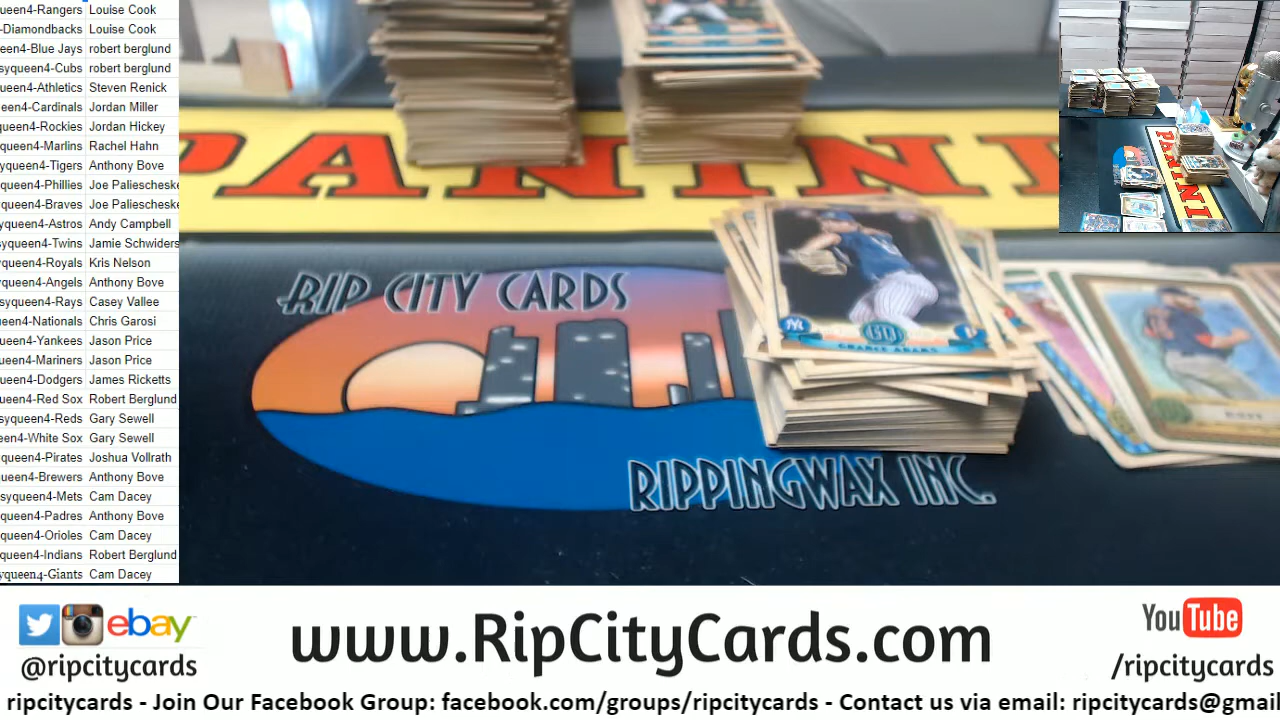 ueen4-Rangers Louise Cook
-Diamondbacks Louise Cook
een4-Blue Jays robert berglund
syqueen4-Cubs robert berglund
ueen4-Athletics Steven Renick
een4-Cardinals Jordan Miller
queen4-Rockies Jordan Hickey
queen4-Marlins Rachel Hahn
syqueen4-Tigers Anthony Bove
queen4-Phillies Joe Paliescheske
queen4-Braves Joe Paliescheske
syqueen4-Astros Andy Campbell
syqueen4-Twins Jamie Schwiders
queen4-Royals Kris Nelson
queen4-Angels Anthony Bove
syqueen4-Rays Casey Vallee
ueen4-Nationals Chris Garosi
ueen4-Yankees Jason Price
ueen4-Mariners Jason Price
ueen4-Dodgers James Ricketts
ueen4-Red Sox Robert Berglund
syqueen4-Reds Gary Sewell
een4-White Sox Gary Sewell
queen4-Pirates Joshua Vollrath
ueen4-Brewers Anthony Bove
syqueen4-Mets Cam Dacey
queen4-Padres Anthony Bove
queen4-Orioles Cam Dacey
queen4-Indians Robert Berglund
yqueen4-Giants Cam Dacey
PANINI
PANINI
RIP CITY CARDS
RIPPINGWAX INC.
NY
GQ
ebay
@ripcitycards
www.RipCityCards.com
YouTube
/ripcitycards
ripcitycards - Join Our Facebook Group: facebook.com/groups/ripcitycards - Contact us via email: ripcitycards@gmail